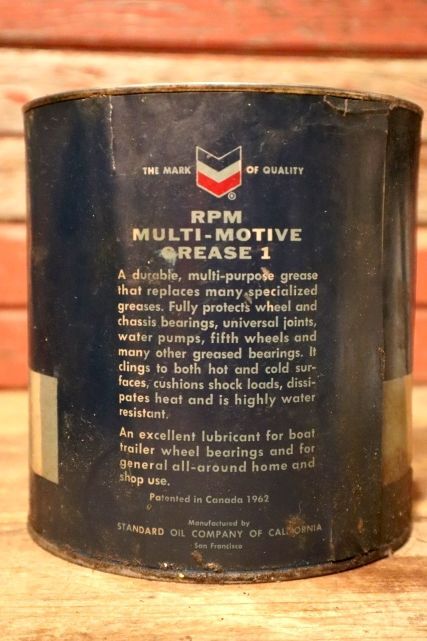 THE MARK OF QUALITY
®
RPM
MULTI-MOTIVE
GREASE 1
A durable, multi-purpose grease
that replaces many specialized
greases. Fully protects wheel and
chassis bearings, universal joints,
water pumps, fifth wheels and
many other greased bearings. It
clings to both hot and cold sur-
faces, cushions shock loads, dissi-
pates heat and is highly water
resistant.
An excellent lubricant for boat
trailer wheel bearings and for
general all-around home and
shop use.
Patented in Canada 1962
Manufactured by
STANDARD OIL COMPANY OF CALIFORNIA
San Francisco